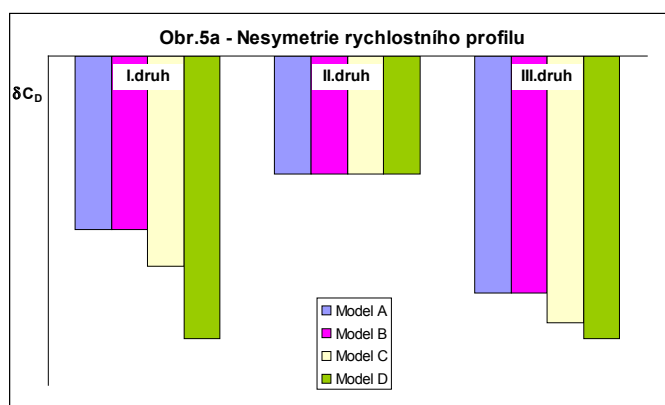 Obr.5a - Nesymetrie rychlostního profilu
I.druh
II.druh
III.druh
δC_D
Model A
Model B
Model C
Model D